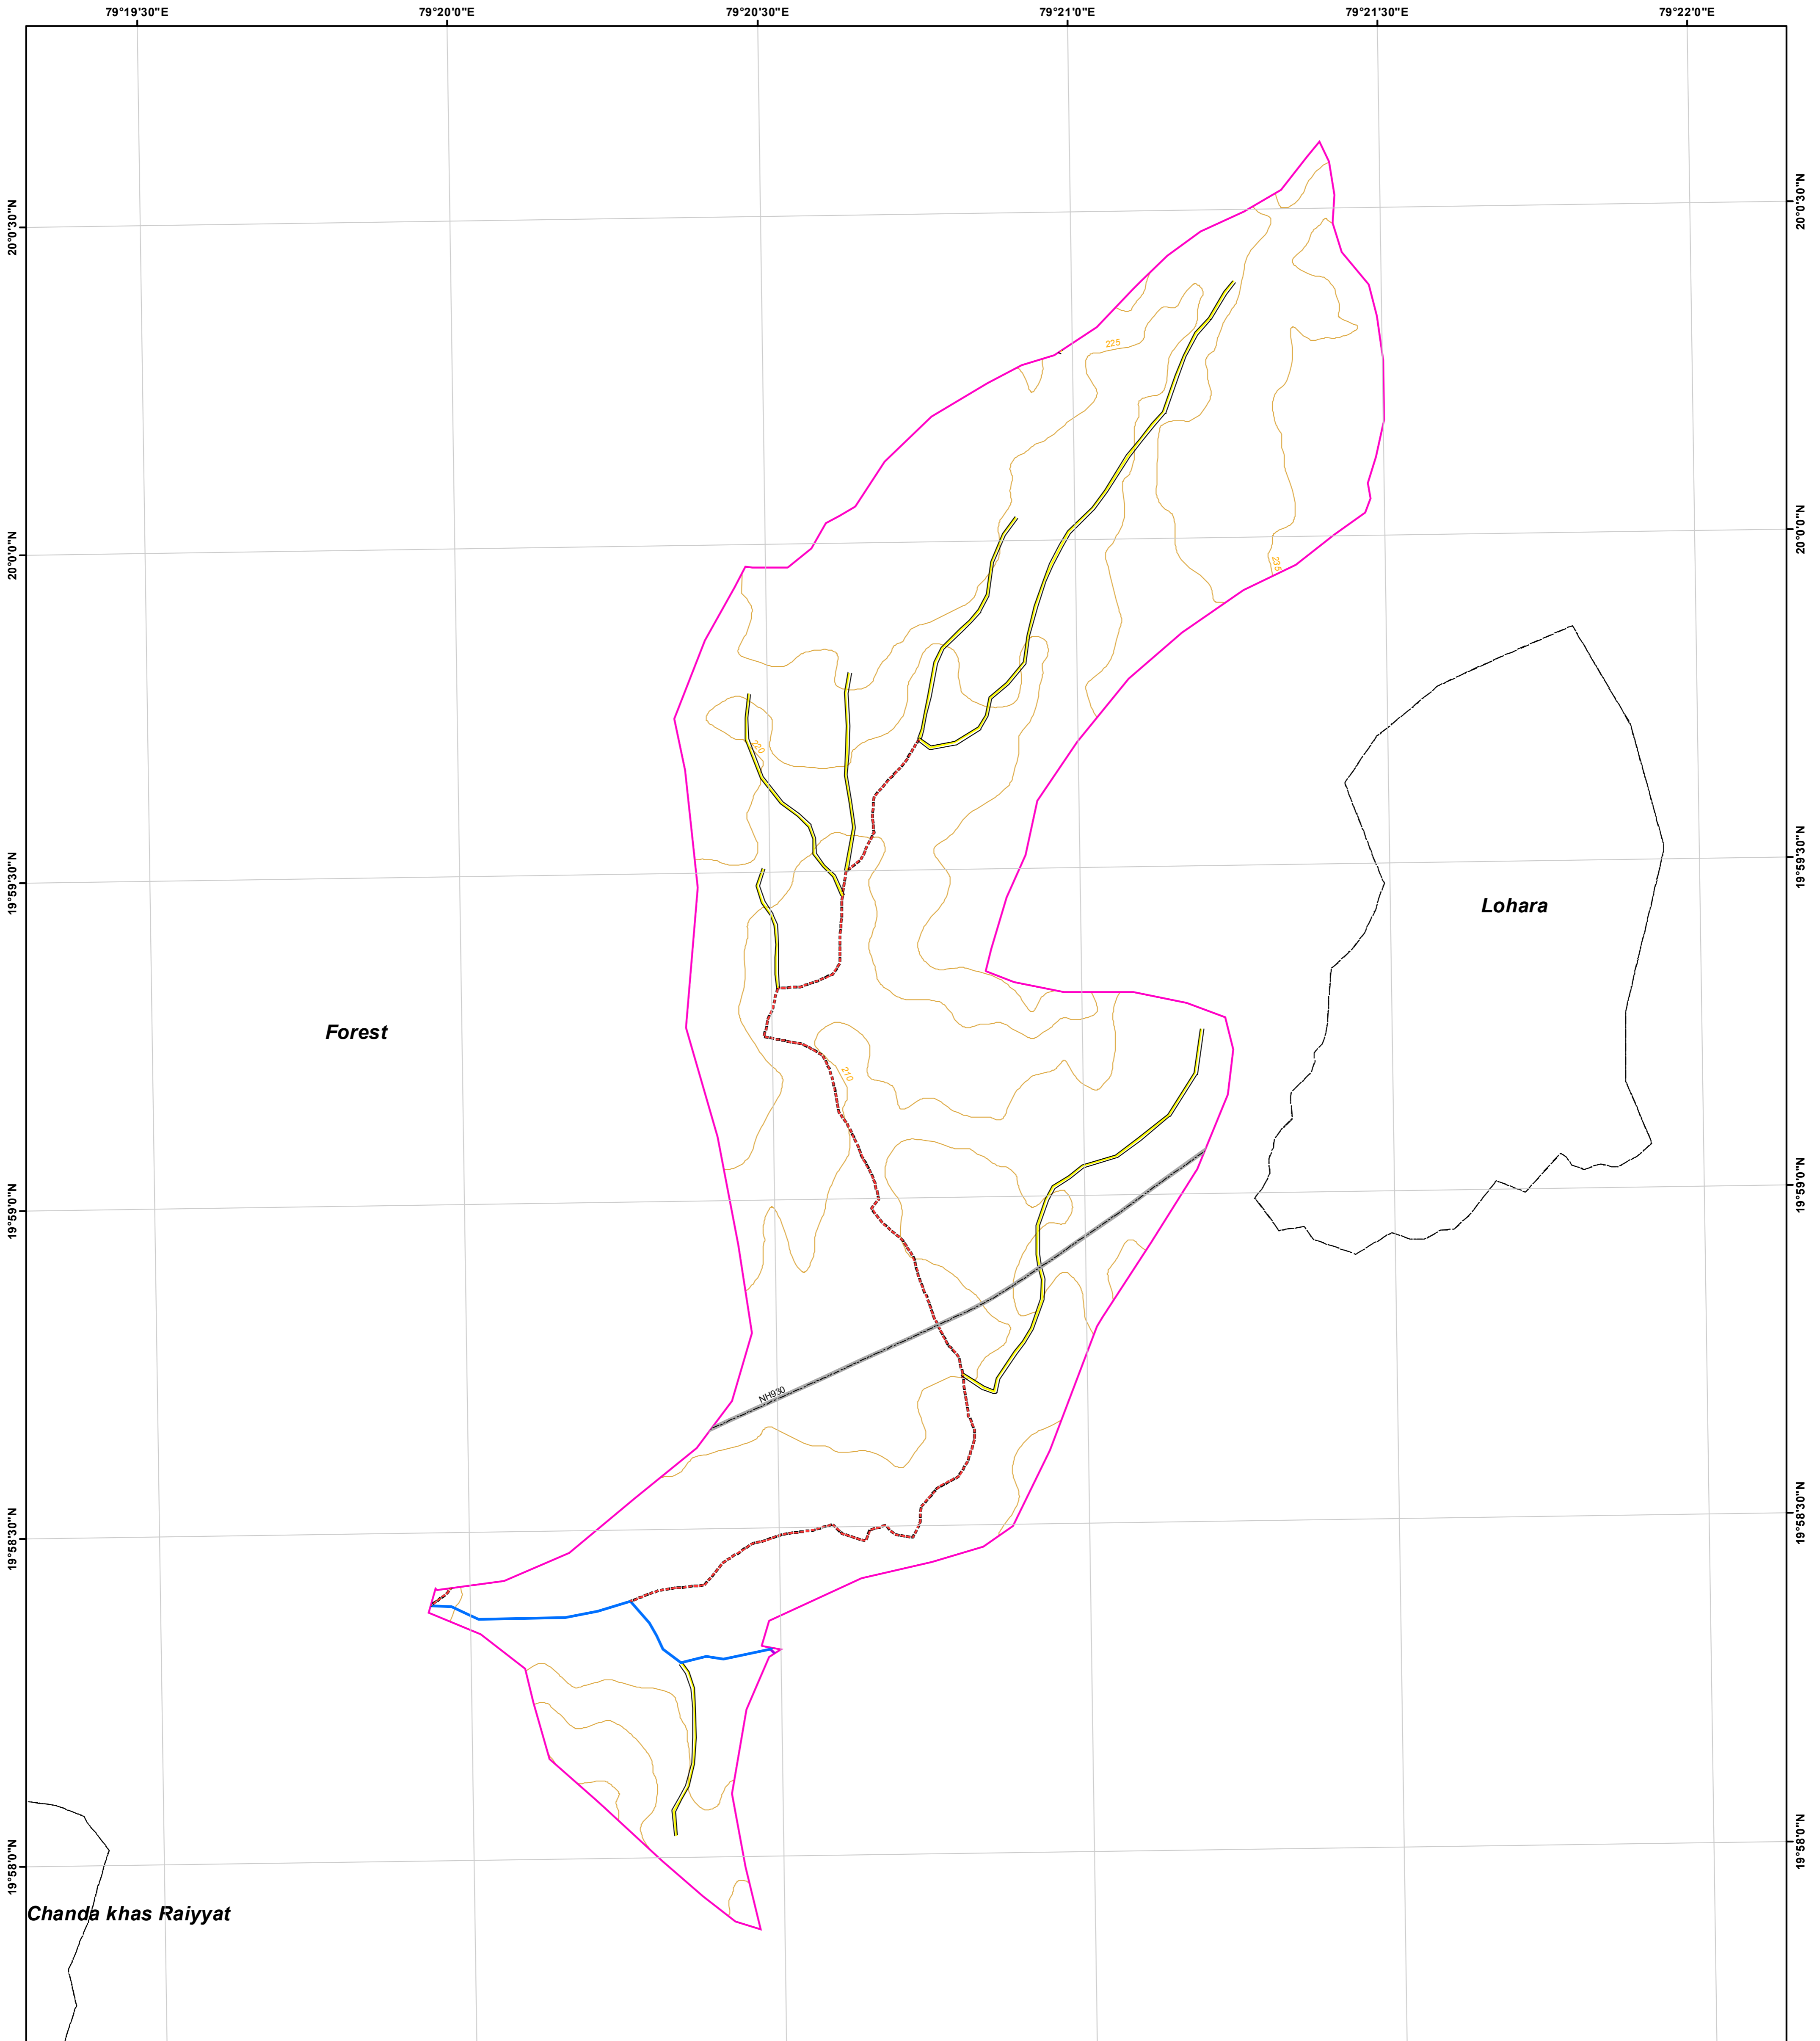 79°19'30"E
79°20'0"E
79°20'30"E
79°21'0"E
79°21'30"E
79°22'0"E
20°0'30"N
20°0'30"N
225
20°0'0"N
20°0'0"N
235
220
19°59'30"N
19°59'30"N
Lohara
Forest
210
19°59'0"N
19°59'0"N
NH930
19°58'30"N
19°58'30"N
19°58'0"N
19°58'0"N
Chanda khas Raiyyat